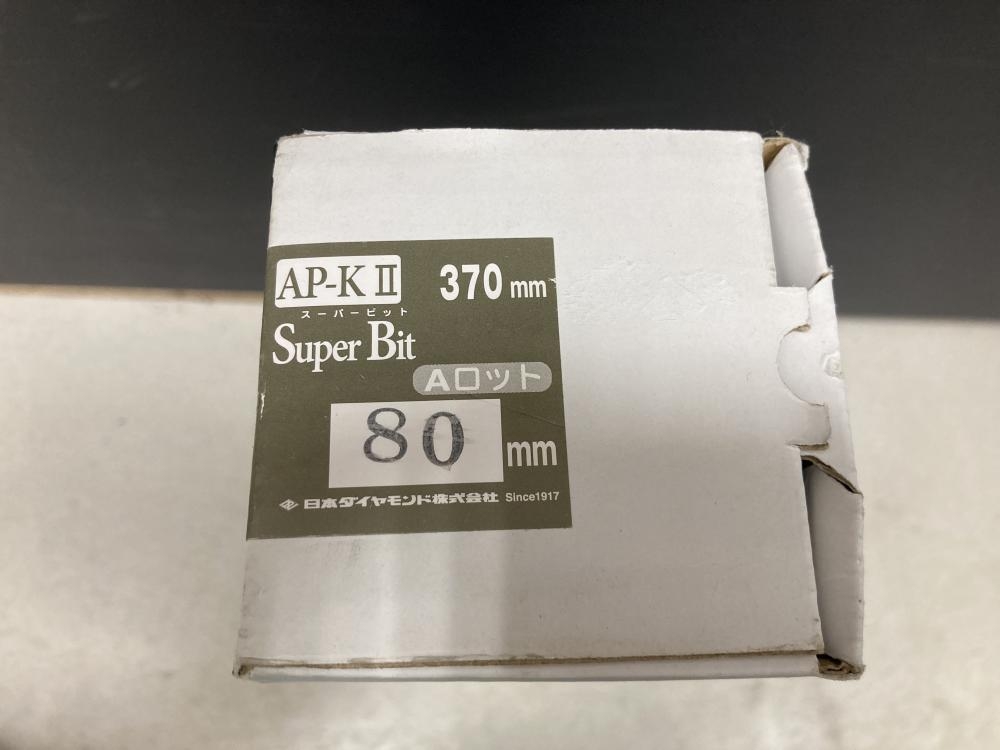 AP-K II 370 mm
スーパービット
Super Bit
Aロット
80 mm
日本ダイヤモンド株式会社 Since1917